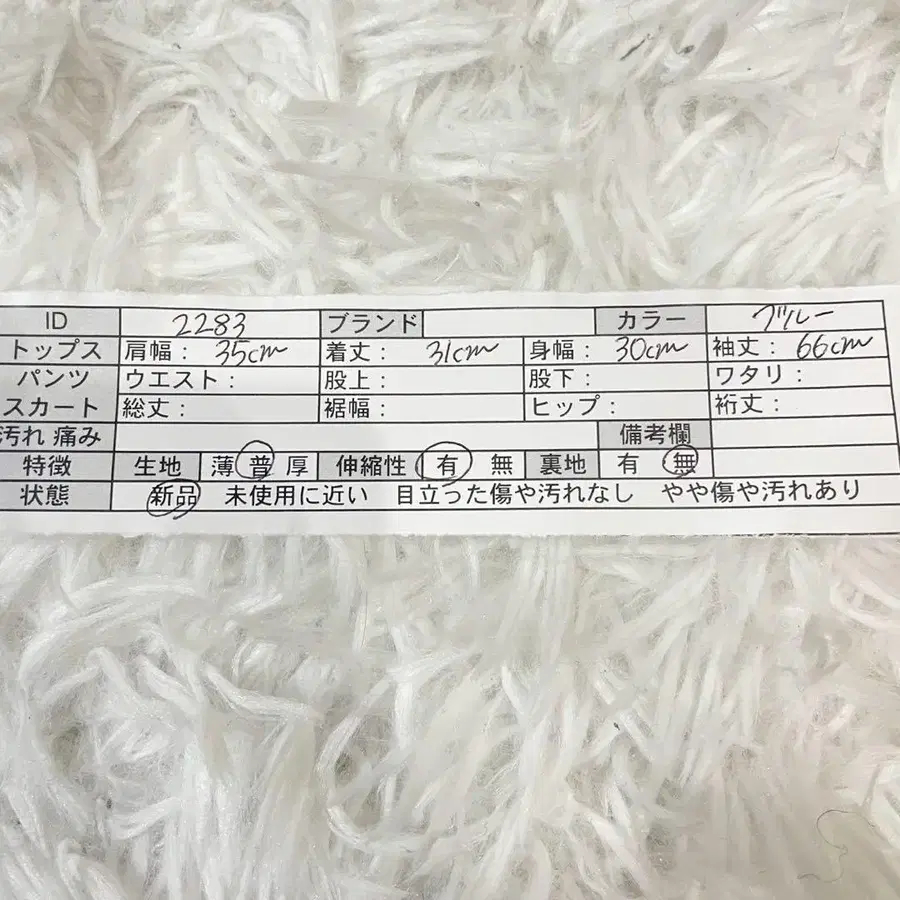 ID 2283 ブランド カラー ブルー
トップス 肩幅： 35cm 着丈： 31cm 身幅： 30cm 袖丈： 66cm
パンツ ウエスト： 股上： 股下： ワタリ：
スカート 総丈： 裾幅： ヒップ： 裄丈：
汚れ 痛み 備考欄
特徴 生地 薄 普 厚 伸縮性 有 無 裏地 有 無
状態 新品 未使用に近い 目立った傷や汚れなし やや傷や汚れあり